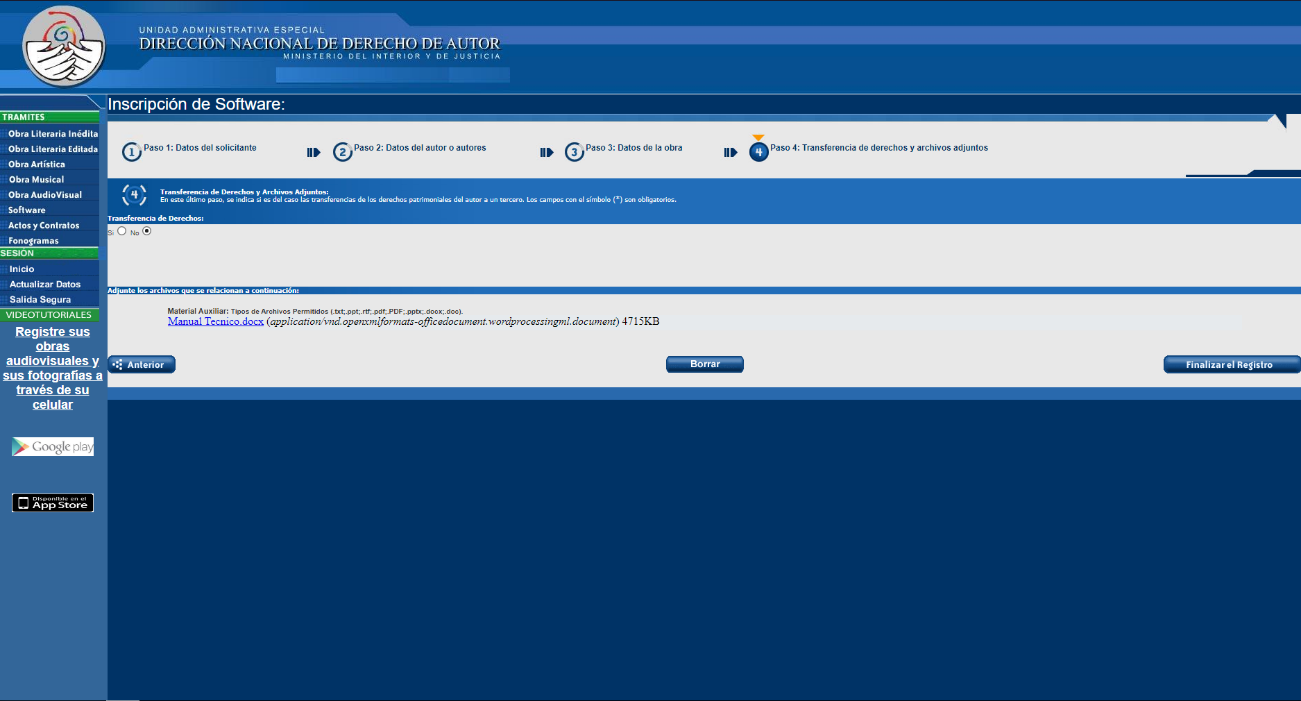 UNIDAD ADMINISTRATIVA ESPECIAL
DIRECCIÓN NACIONAL DE DERECHO DE AUTOR
MINISTERIO DEL INTERIOR Y DE JUSTICIA
Inscripción de Software:
TRAMITES
Obra Literaria Inédita
Obra Literaria Editada
Obra Artística
Obra Musical
Obra AudioVisual
Software
Actos y Contratos
Fonogramas
SESIÓN
Inicio
Actualizar Datos
Salida Segura
VIDEOTUTORIALES
Registre sus
obras
audiovisuales y
sus fotografías a
través de su
celular
Google play
Disponible en el
App Store
1 Paso 1: Datos del solicitante
2 Paso 2: Datos del autor o autores
3 Paso 3: Datos de la obra
4 Paso 4: Transferencia de derechos y archivos adjuntos
4 Transferencia de Derechos y Archivos Adjuntos:
En este último paso, se indica si es del caso las transferencias de los derechos patrimoniales del autor a un tercero. Los campos con el símbolo (*) son obligatorios.
Transferencia de Derechos:
Si No
Adjunte los archivos que se relacionan a continuación:
Material Auxiliar: Tipos de Archivos Permitidos (.txt;.ppt;.rtf;.pdf;.PDF;.pptx;.docx;.doc).
Manual Tecnico.docx (application/vnd.openxmlformats-officedocument.wordprocessingml.document) 4715KB
Anterior
Borrar
Finalizar el Registro